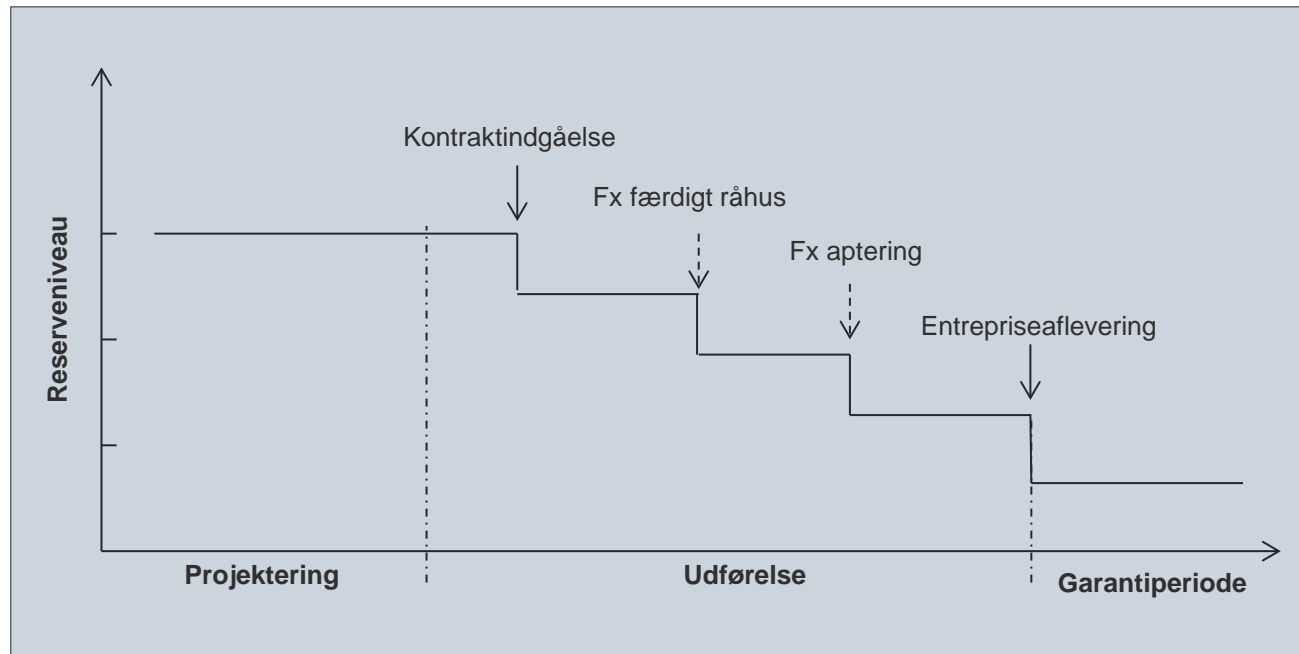 Kontraktindgåelse
Fx færdigt råhus
Fx aptering
Entrepriseaflevering
Reserveniveau
Projektering
Udførelse
Garantiperiode